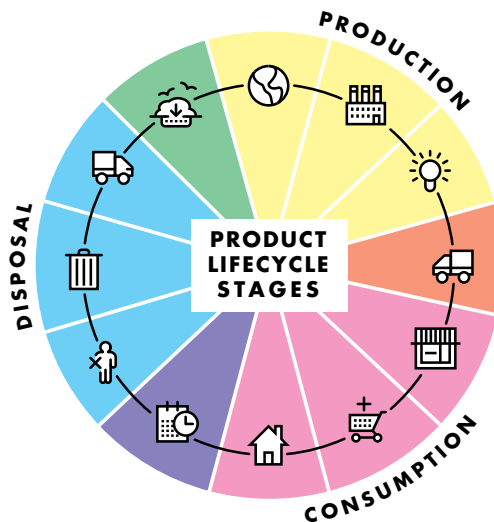 PRODUCTION
DISPOSAL
PRODUCT
LIFECYCLE
STAGES
CONSUMPTION